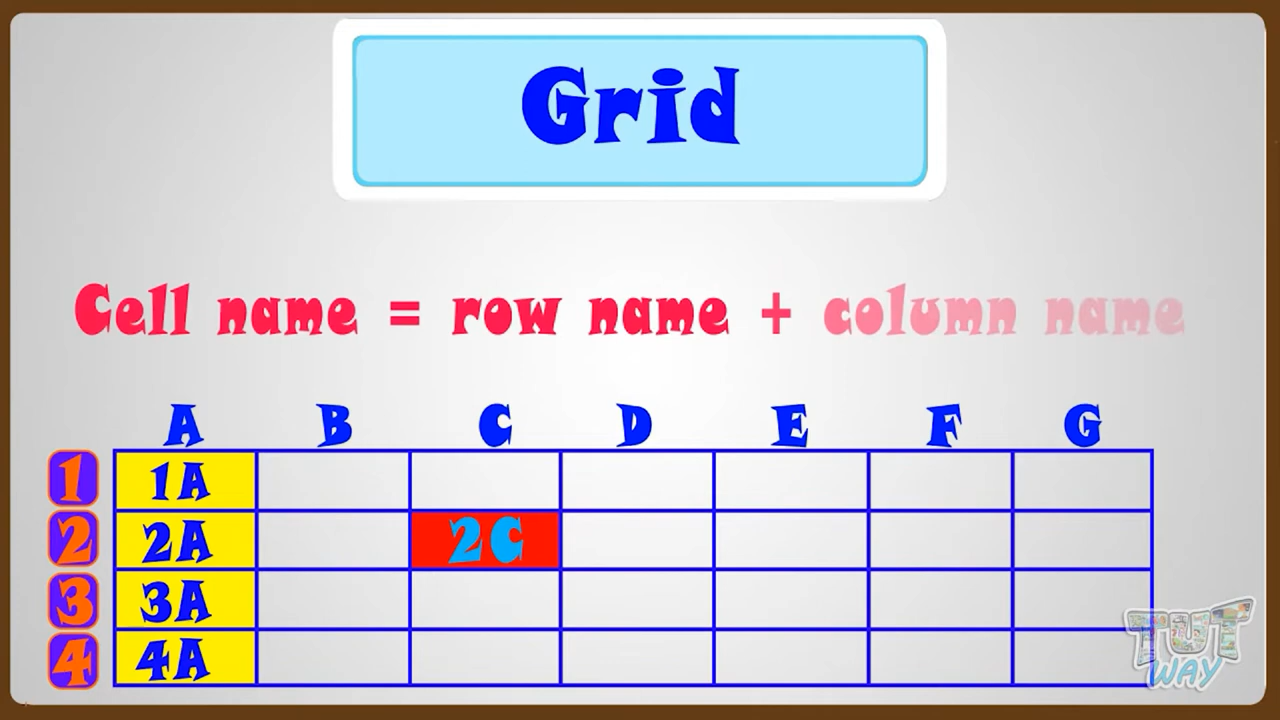 Grid
Cell name = row name + column name
A B C D E F G
1 1A
2 2A 2C
3 3A
4 4A
TUT
WAY